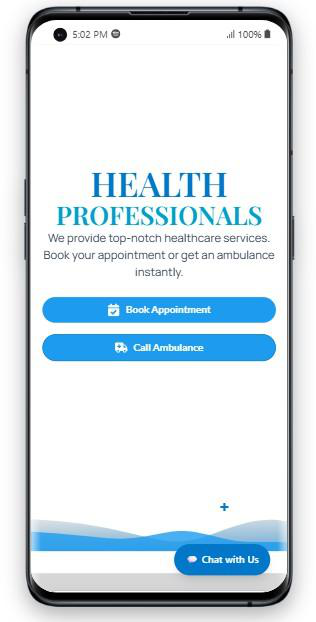 5:02 PM
100%
HEALTH
PROFESSIONALS
We provide top-notch healthcare services.
Book your appointment or get an ambulance
instantly.
Book Appointment
Call Ambulance
Chat with Us